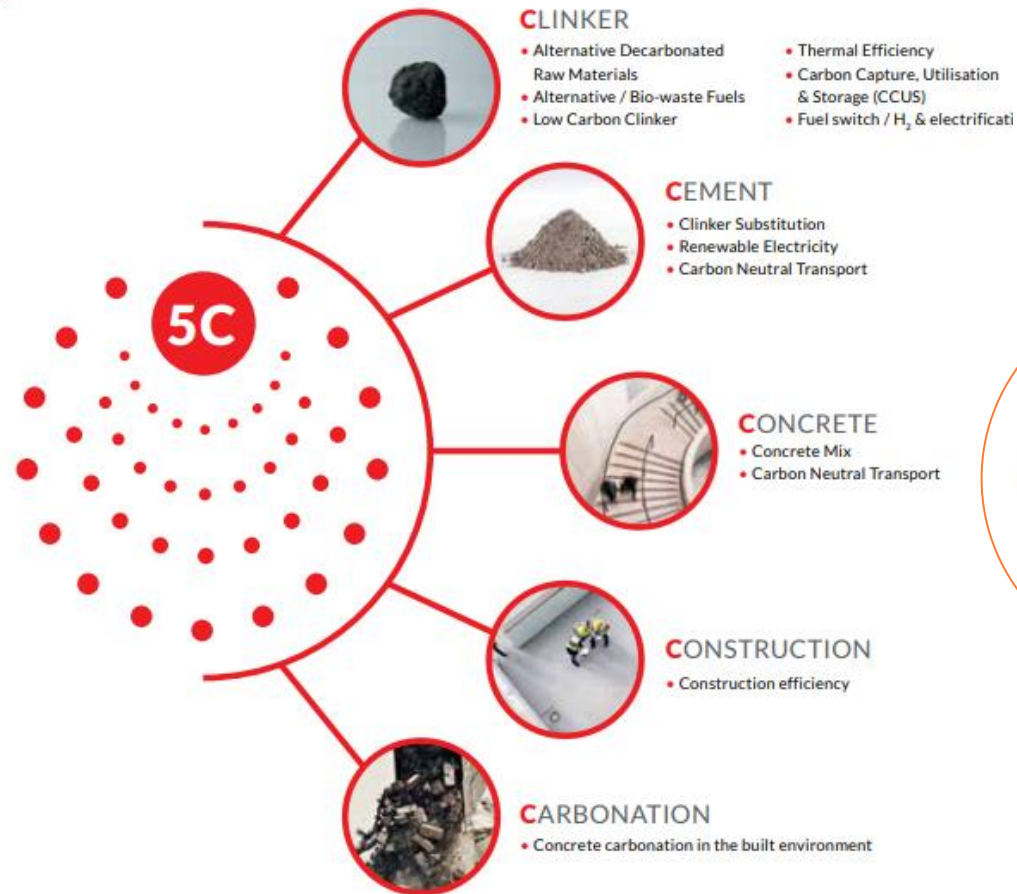 CLINKER
• Alternative Decarbonated
Raw Materials
• Alternative / Bio-waste Fuels
• Low Carbon Clinker
• Thermal Efficiency
• Carbon Capture, Utilisation
& Storage (CCUS)
• Fuel switch / H₂ & electrificati
CEMENT
• Clinker Substitution
• Renewable Electricity
• Carbon Neutral Transport
5C
CONCRETE
• Concrete Mix
• Carbon Neutral Transport
CONSTRUCTION
• Construction efficiency
CARBONATION
• Concrete carbonation in the built environment